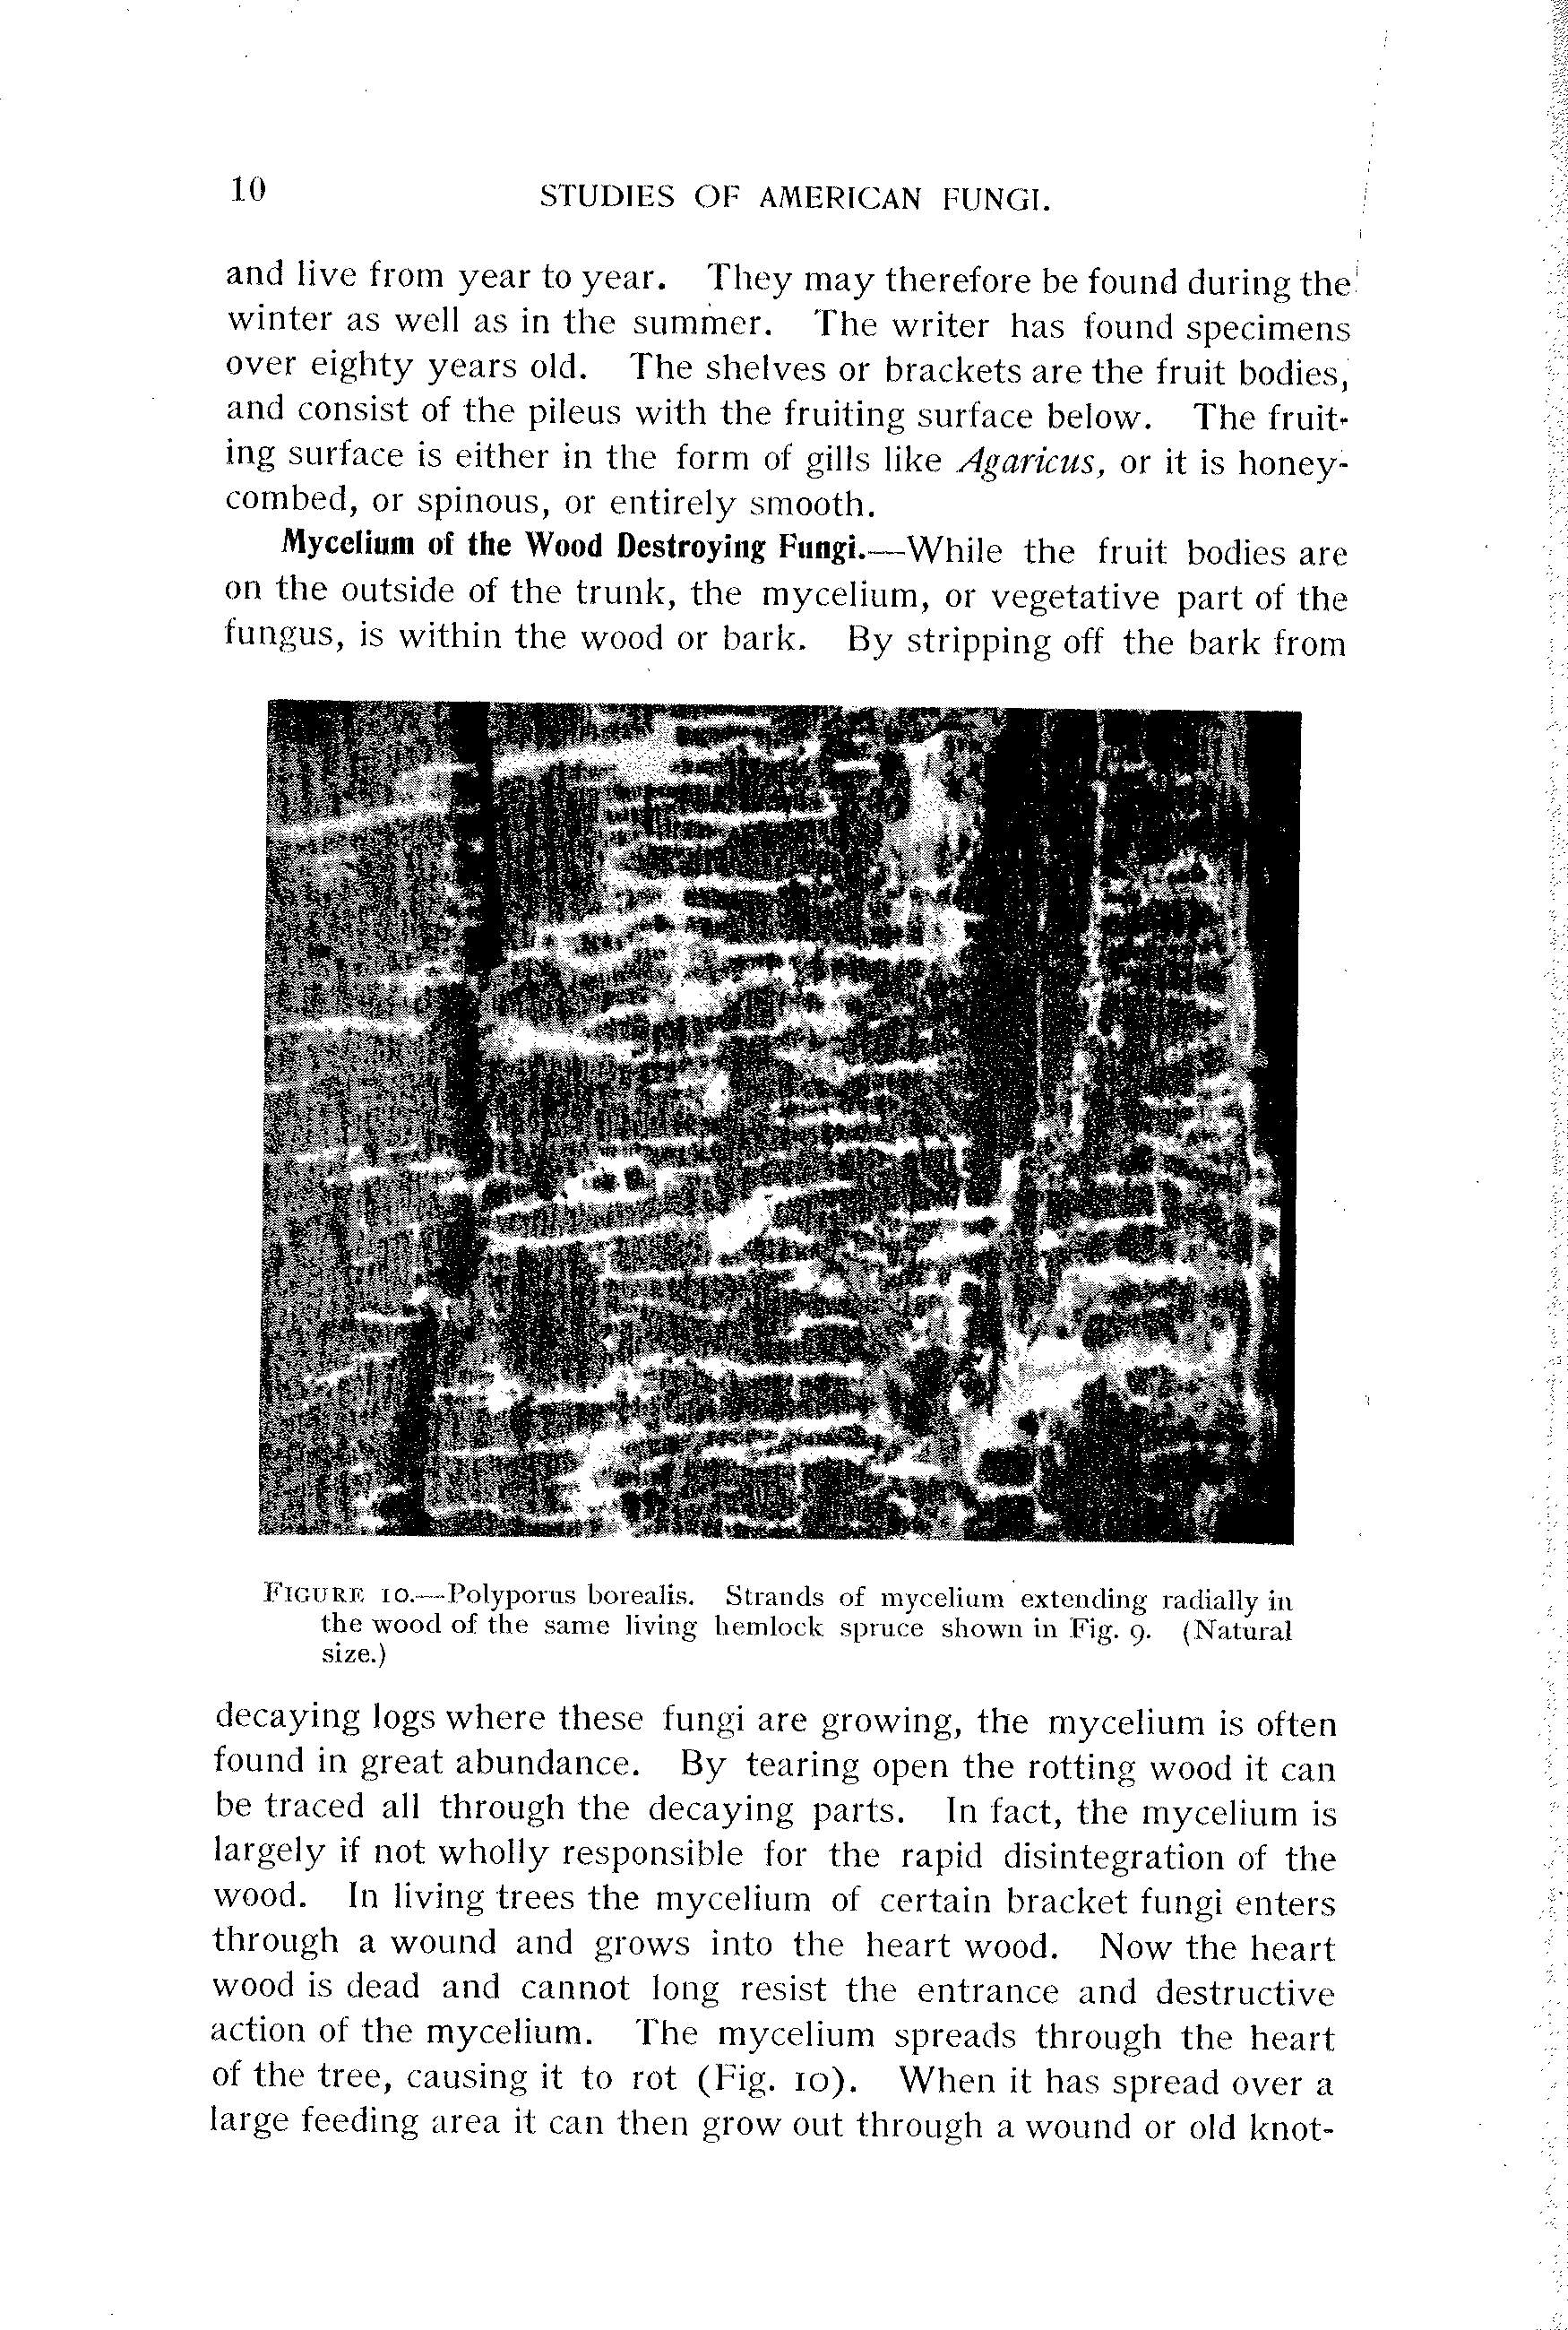 10
STUDIES OF AMERICAN FUNGI.
and live from year to year. They may therefore be found during the
winter as well as in the summer. The writer has found specimens
over eighty years old. The shelves or brackets are the fruit bodies,
and consist of the pileus with the fruiting surface below. The fruit-
ing surface is either in the form of gills like Agaricus, or it is honey-
combed, or spinous, or entirely smooth.
Mycelium of the Wood Destroying Fungi.—While the fruit bodies are
on the outside of the trunk, the mycelium, or vegetative part of the
fungus, is within the wood or bark. By stripping off the bark from
FIGURE 10.—Polyporus borealis. Strands of mycelium extending radially in
the wood of the same living hemlock spruce shown in Fig. 9. (Natural
size.)
decaying logs where these fungi are growing, the mycelium is often
found in great abundance. By tearing open the rotting wood it can
be traced all through the decaying parts. In fact, the mycelium is
largely if not wholly responsible for the rapid disintegration of the
wood. In living trees the mycelium of certain bracket fungi enters
through a wound and grows into the heart wood. Now the heart
wood is dead and cannot long resist the entrance and destructive
action of the mycelium. The mycelium spreads through the heart
of the tree, causing it to rot (Fig. 10). When it has spread over a
large feeding area it can then grow out through a wound or old knot-